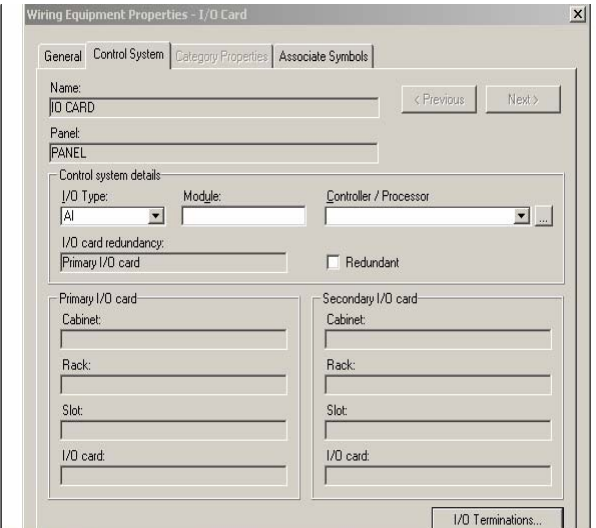 Wiring Equipment Properties - I/O Card
General Control System Category Properties Associate Symbols
Name:
IO CARD
< Previous Next >
Panel:
PANEL
Control system details
I/O Type: Module: Controller / Processor
AI ...
I/O card redundancy:
Primary I/O card Redundant
Primary I/O card Secondary I/O card
Cabinet: Cabinet:
Rack: Rack:
Slot: Slot:
I/O card: I/O card:
I/O Terminations...